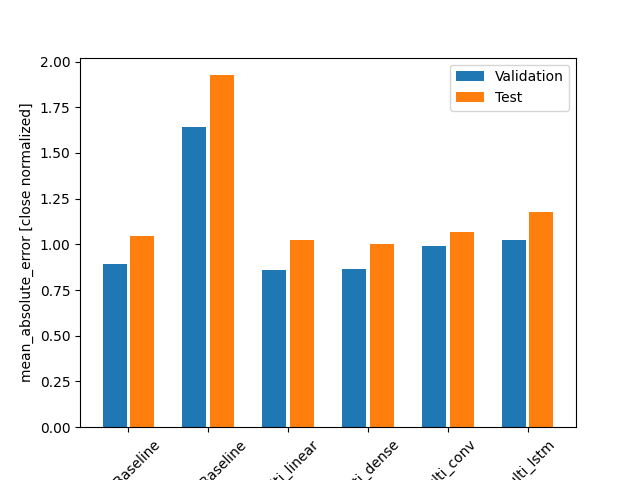 2.00
1.75
1.50
1.25
1.00
0.75
0.50
0.25
0.00
mean_absolute_error [close normalized]
Validation
Test
Baseline
Baseline
ti_linear
ti_dense
ulti_conv
ulti_lstm